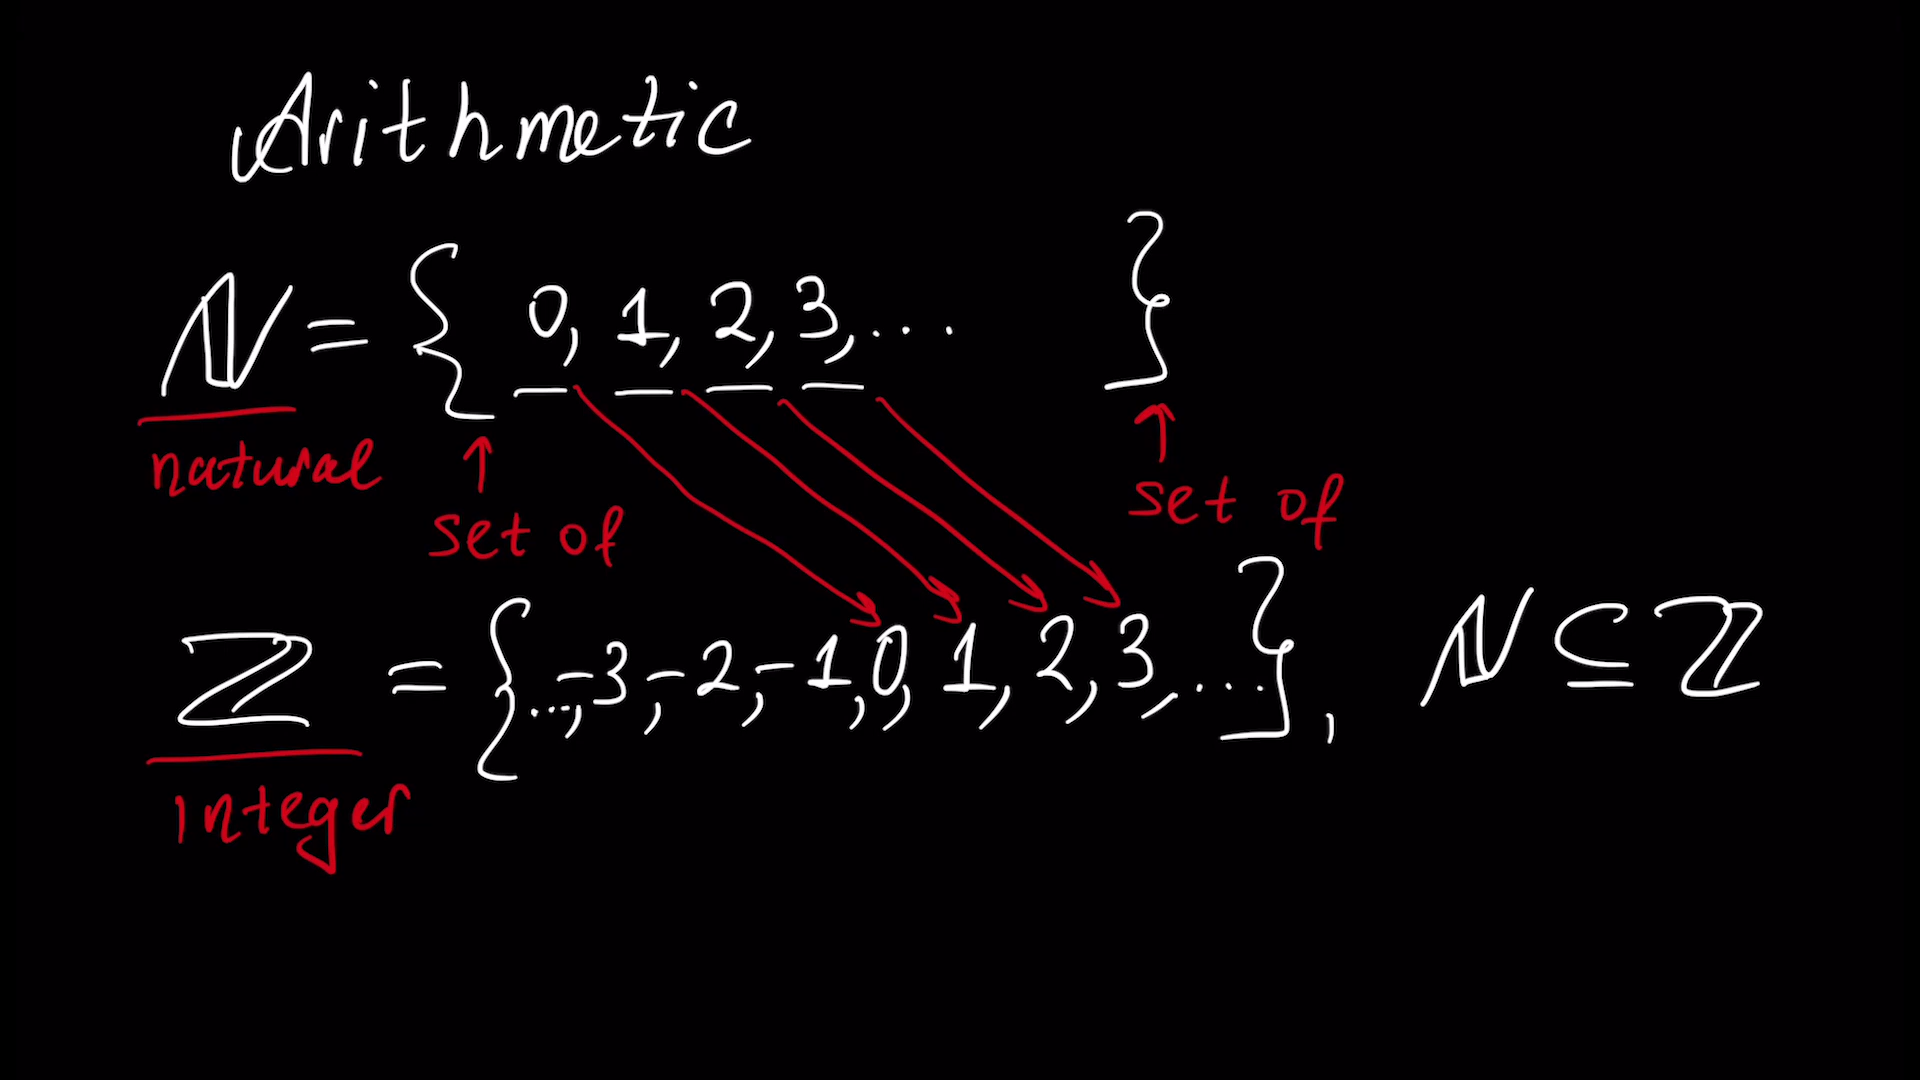 Arithmetic
ℕ = { 0, 1, 2, 3, ... }
natural
↑ ↑
set of set of
ℤ = { ..., -3, -2, -1, 0, 1, 2, 3, ... }, ℕ ⊆ ℤ
integer